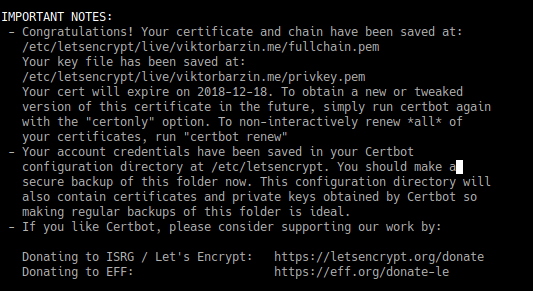 IMPORTANT NOTES:
- Congratulations! Your certificate and chain have been saved at:
/etc/letsencrypt/live/viktorbarzin.me/fullchain.pem
Your key file has been saved at:
/etc/letsencrypt/live/viktorbarzin.me/privkey.pem
Your cert will expire on 2018-12-18. To obtain a new or tweaked
version of this certificate in the future, simply run certbot again
with the "certonly" option. To non-interactively renew *all* of
your certificates, run "certbot renew"
- Your account credentials have been saved in your Certbot
configuration directory at /etc/letsencrypt. You should make a
secure backup of this folder now. This configuration directory will
also contain certificates and private keys obtained by Certbot so
making regular backups of this folder is ideal.
- If you like Certbot, please consider supporting our work by:
Donating to ISRG / Let's Encrypt:   https://letsencrypt.org/donate
Donating to EFF:                    https://eff.org/donate-le